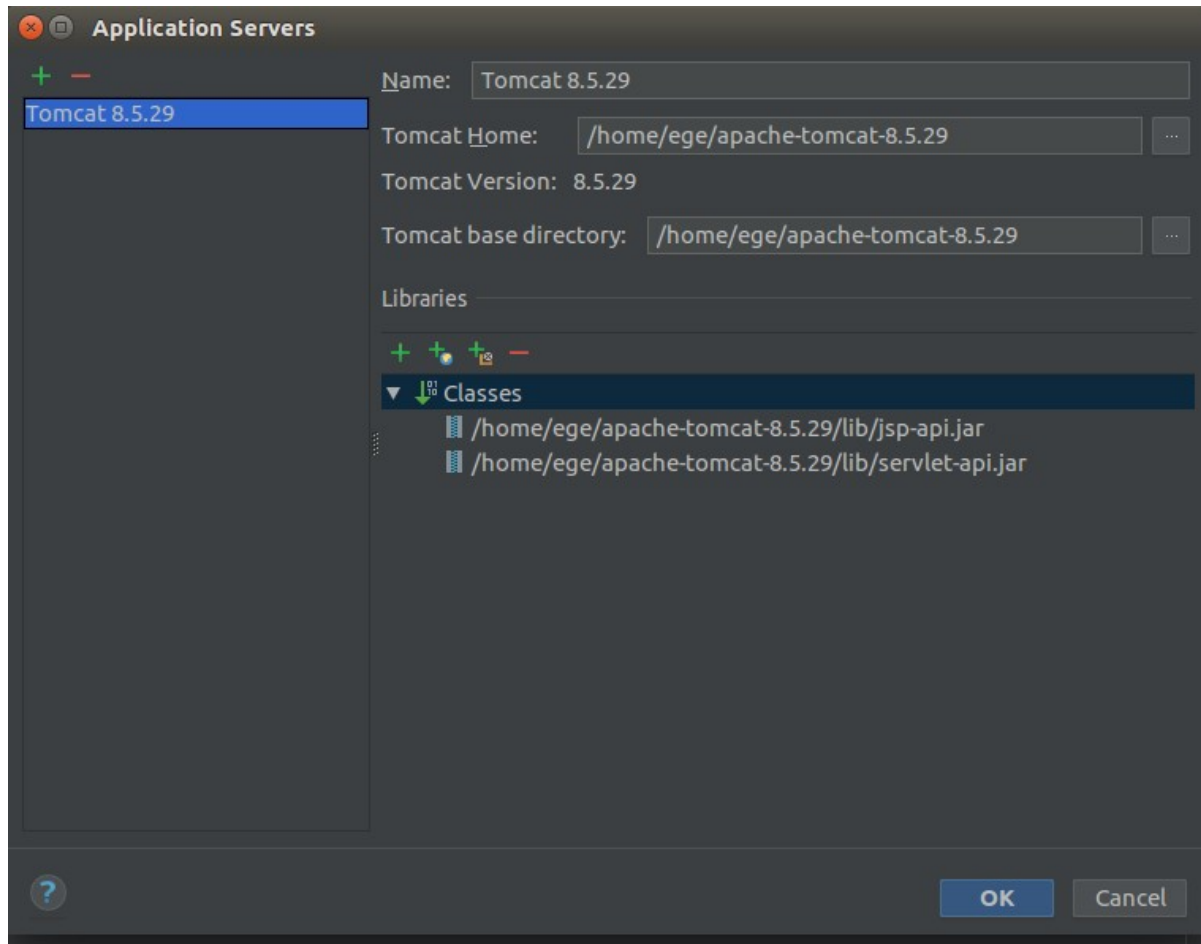 Application Servers
Tomcat 8.5.29
Name: Tomcat 8.5.29
Tomcat Home: /home/ege/apache-tomcat-8.5.29 ...
Tomcat Version: 8.5.29
Tomcat base directory: /home/ege/apache-tomcat-8.5.29 ...
Libraries
Classes
/home/ege/apache-tomcat-8.5.29/lib/jsp-api.jar
/home/ege/apache-tomcat-8.5.29/lib/servlet-api.jar
? OK Cancel